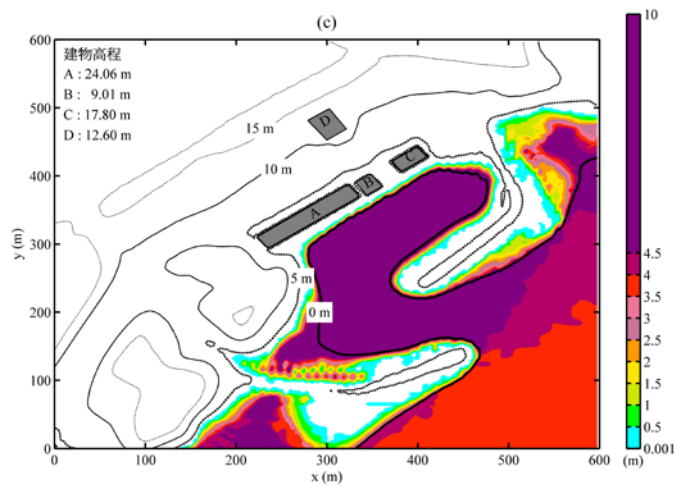 (c)
建物高程
A : 24.06 m
B : 9.01 m
C : 17.80 m
D : 12.60 m
15 m
10 m
5 m
0 m
A
B
C
D
600
500
400
300
200
100
0
y (m)
0 100 200 300 400 500 600
x (m)
10
4.5
4
3.5
3
2.5
2
1.5
1
0.5
0.001
(m)